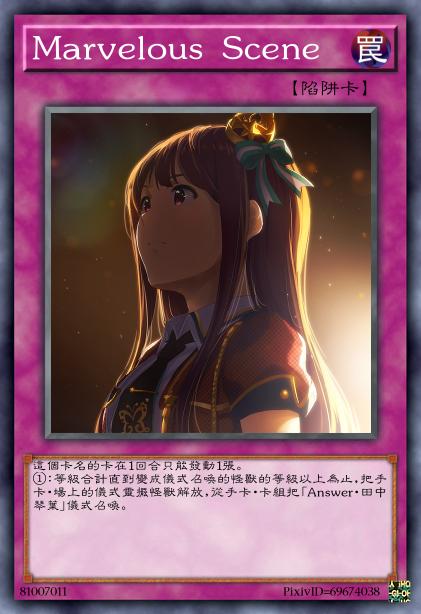 Marvelous Scene
罠
【陷阱卡】
這個卡名的卡在1回合只能發動1張。
①:等級合計直到變成儀式召喚的怪獸的等級以上為止,把手
卡·場上的儀式靈擺怪獸解放,從手卡·卡組把「Answer·田中
琴葉」儀式召喚。
81007011
PixivID=69674038